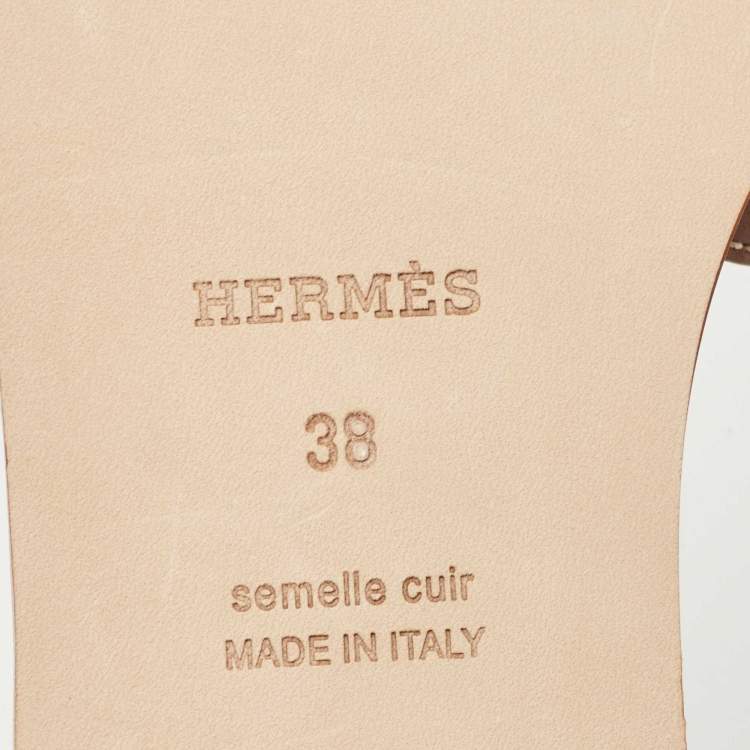 HERMÈS
38
semelle cuir
MADE IN ITALY